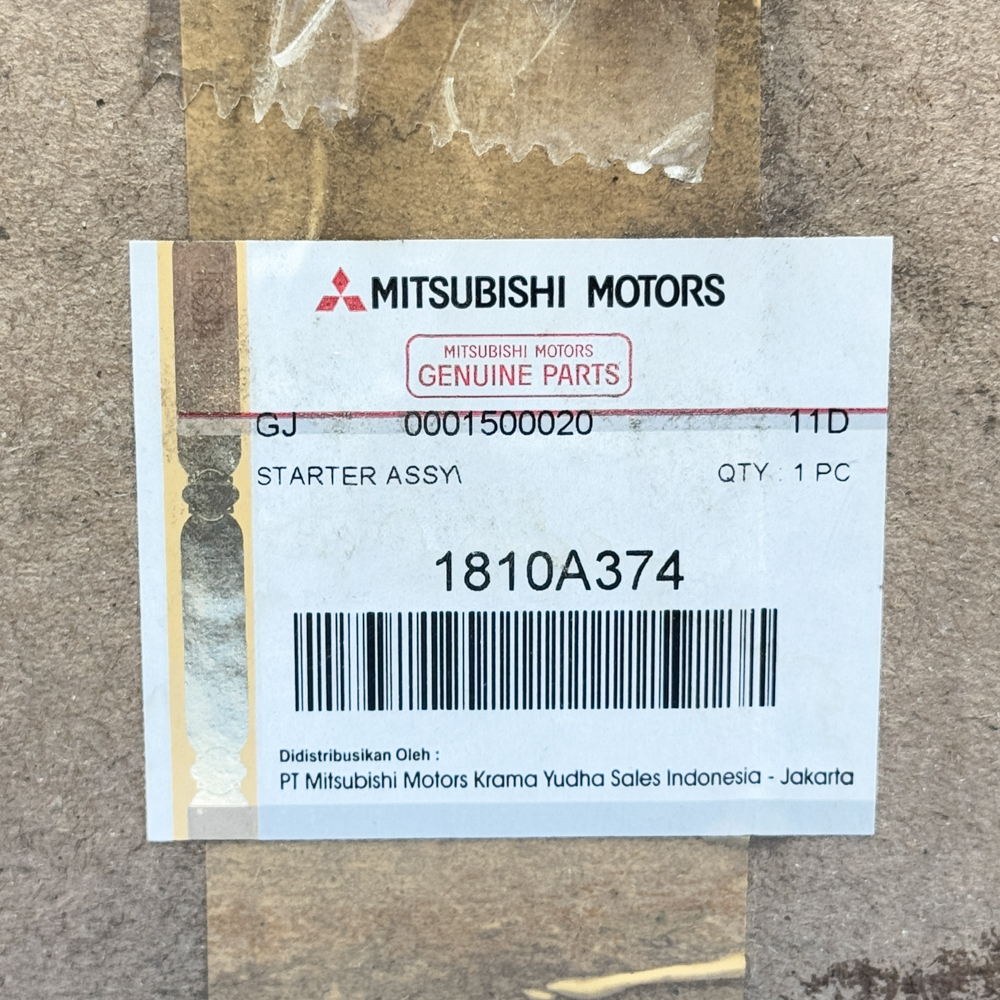 MITSUBISHI MOTORS
MITSUBISHI MOTORS
GENUINE PARTS
GJ 0001500020 11D
STARTER ASSY\ QTY : 1 PC
1810A374
Didistribusikan Oleh :
PT Mitsubishi Motors Krama Yudha Sales Indonesia - Jakarta